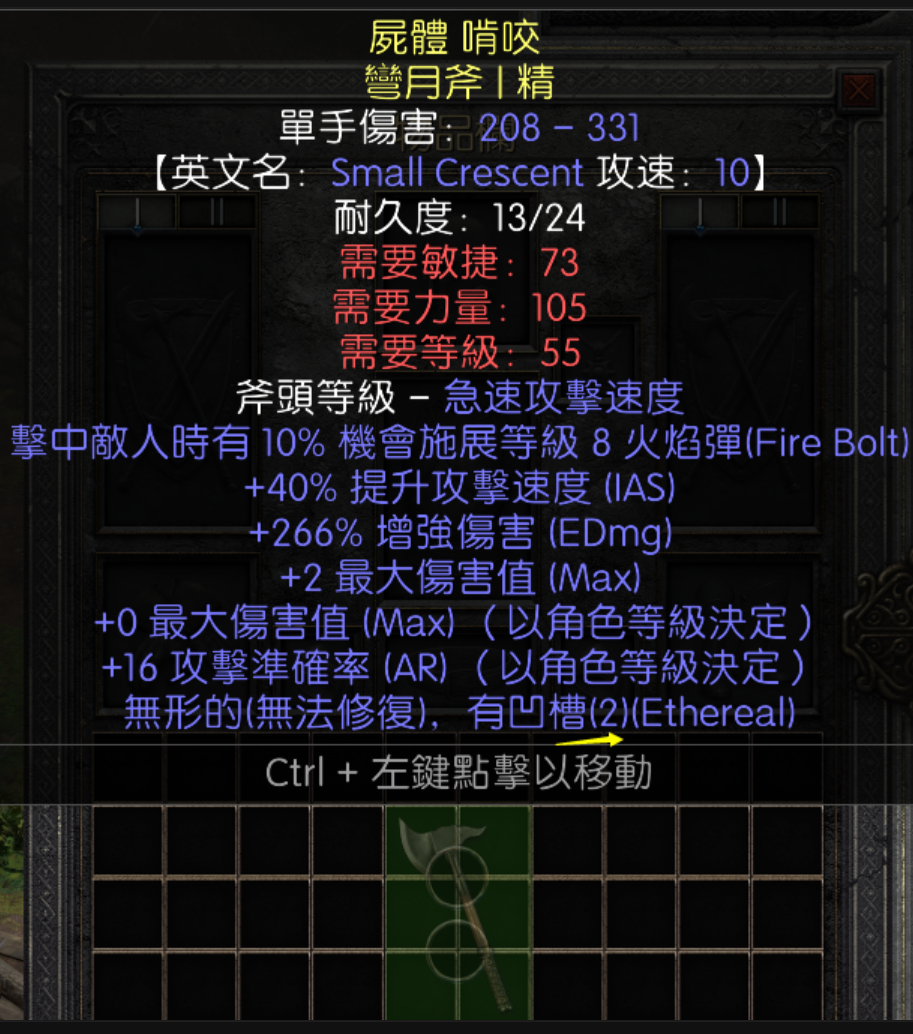 屍體 啃咬
彎月斧 | 精
單手傷害: 208 - 331
【英文名: Small Crescent 攻速: 10】
耐久度: 13/24
需要敏捷: 73
需要力量: 105
需要等級: 55
斧頭等級 - 急速攻擊速度
擊中敵人時有 10% 機會施展等級 8 火焰彈(Fire Bolt)
+40% 提升攻擊速度 (IAS)
+266% 增強傷害 (EDmg)
+2 最大傷害值 (Max)
+0 最大傷害值 (Max) (以角色等級決定)
+16 攻擊準確率 (AR) (以角色等級決定)
無形的(無法修復), 有凹槽(2)(Ethereal)
Ctrl + 左鍵點擊以移動